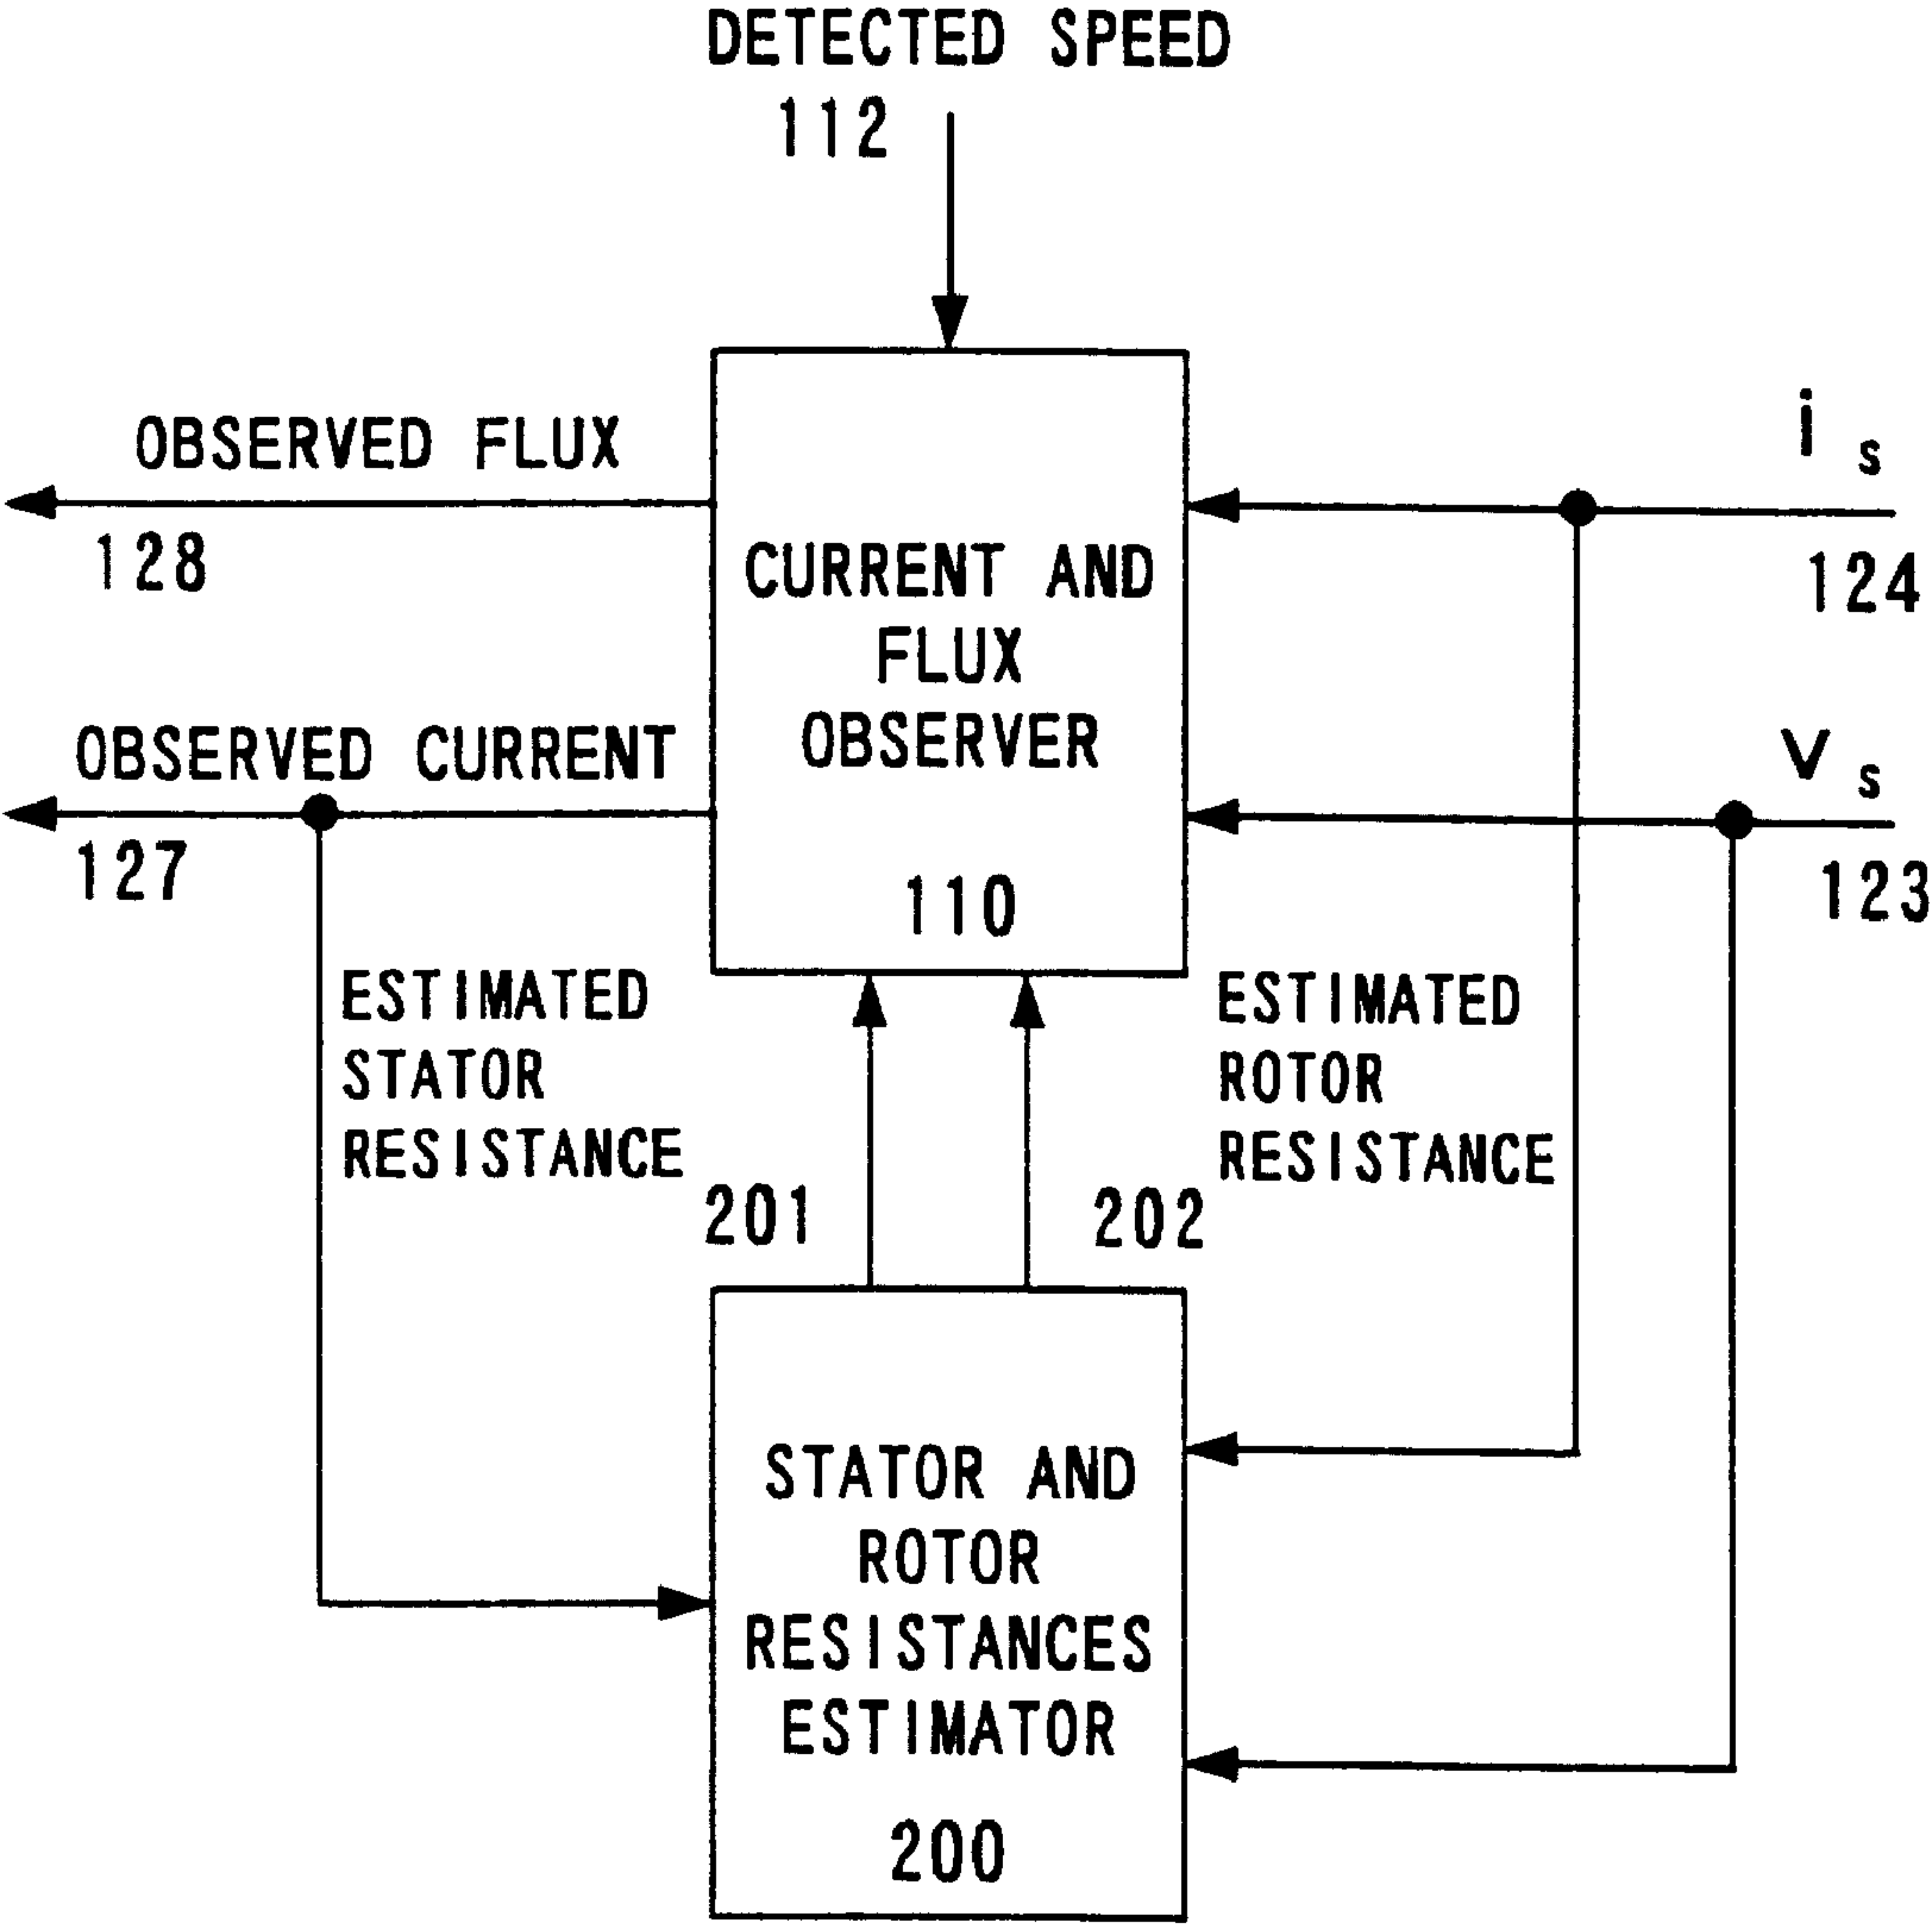 DETECTED SPEED
112
OBSERVED FLUX
128
i s
124
CURRENT AND
FLUX
OBSERVER
110
OBSERVED CURRENT
127
v s
123
ESTIMATED
STATOR
RESISTANCE
201
ESTIMATED
ROTOR
RESISTANCE
202
STATOR AND
ROTOR
RESISTANCES
ESTIMATOR
200